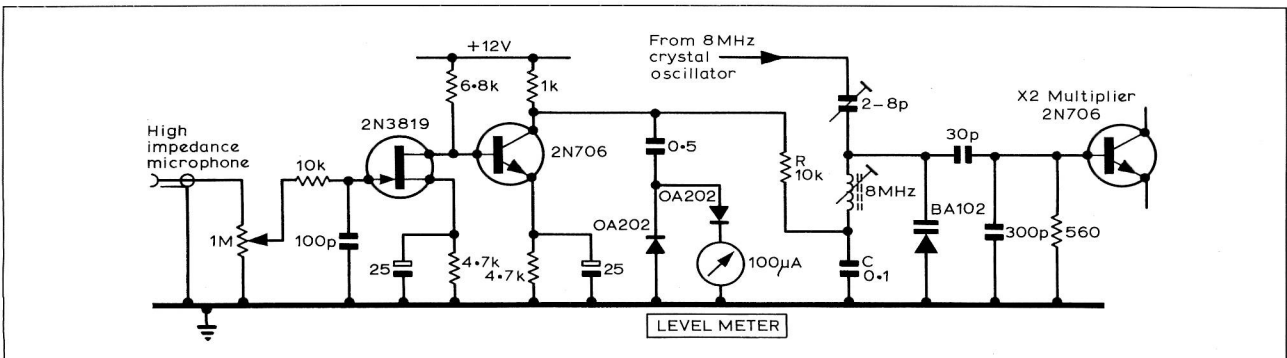 +12V
From 8MHz
crystal
oscillator
6·8k
1k
2–8p
X2 Multiplier
2N706
High
impedance
microphone
2N3819
10k
2N706
0·5
R
10k
30p
8MHz
OA202
OA202
BA102
1M
100p
25
4·7k
4·7k
25
100μA
C
0·1
300p
560
LEVEL METER